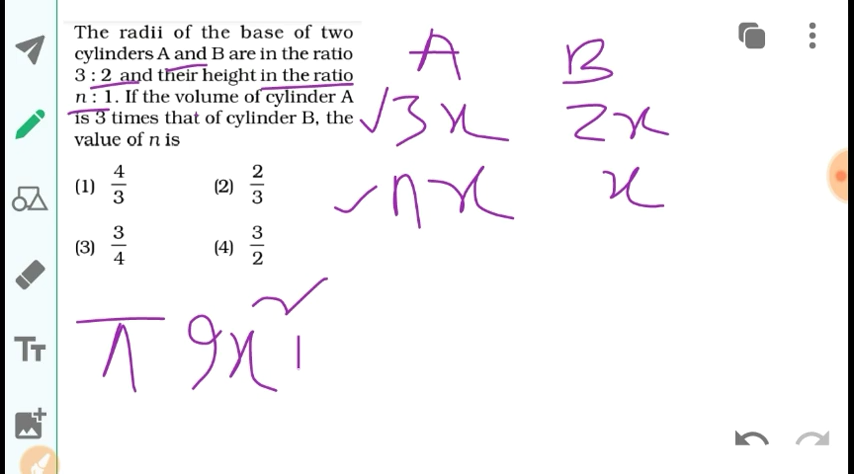 The radii of the base of two
cylinders A and B are in the ratio
3 : 2 and their height in the ratio
n : 1. If the volume of cylinder A
is 3 times that of cylinder B, the
value of n is
(1) 4/3 (2) 2/3
(3) 3/4 (4) 3/2
A B
√3x 2x
✓nx x
π 9x²
TT